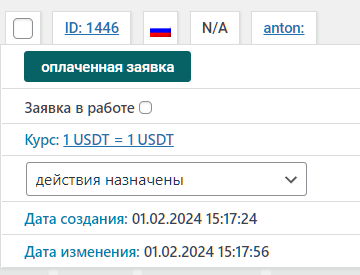 ID: 1446 N/A anton:
оплаченная заявка
Заявка в работе
Курс: 1 USDT = 1 USDT
действия назначены
Дата создания: 01.02.2024 15:17:24
Дата изменения: 01.02.2024 15:17:56